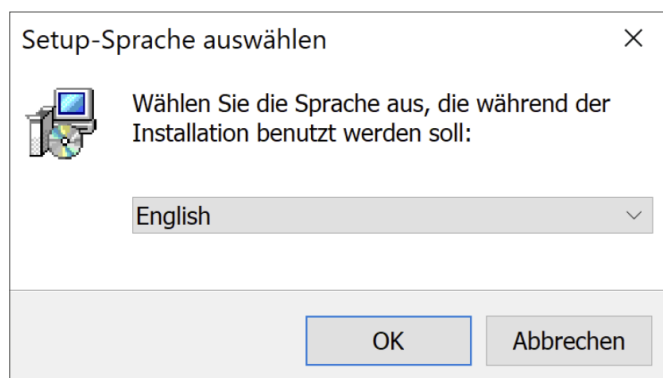 Setup-Sprache auswählen
Wählen Sie die Sprache aus, die während der
Installation benutzt werden soll:
English
OK
Abbrechen